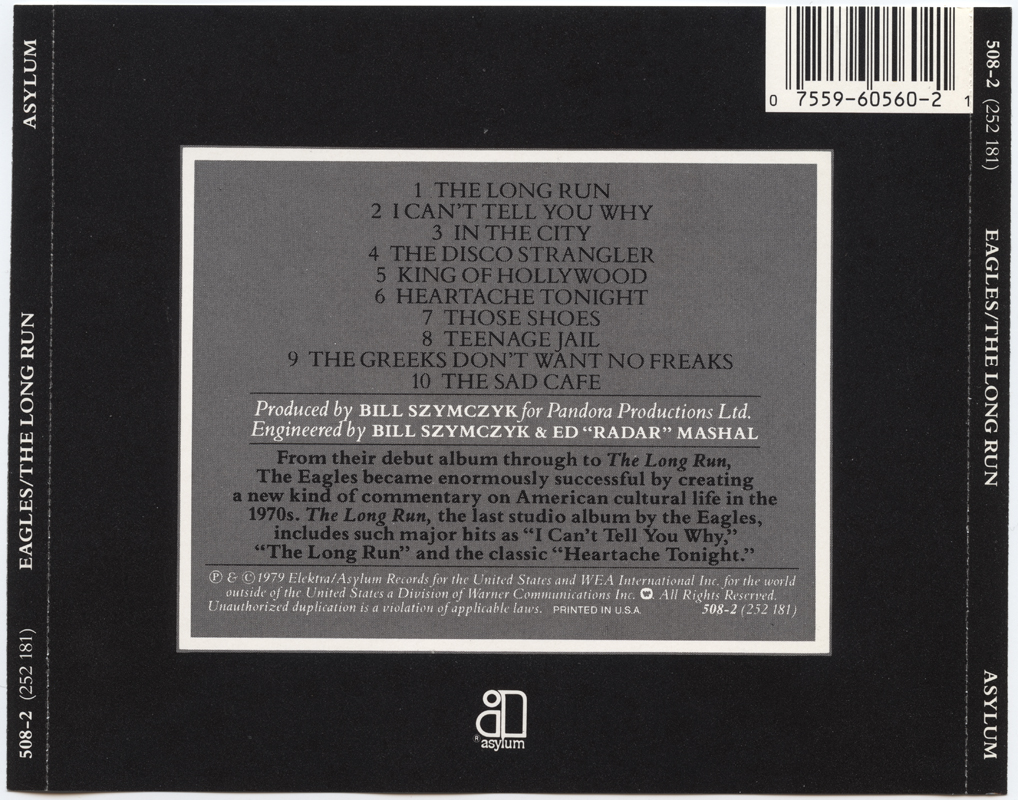 ASYLUM
EAGLES/THE LONG RUN
508-2 (252 181)
0 7559-60560-2 1
508-2 (252 181)
EAGLES/THE LONG RUN
ASYLUM
1 THE LONG RUN
2 I CAN'T TELL YOU WHY
3 IN THE CITY
4 THE DISCO STRANGLER
5 KING OF HOLLYWOOD
6 HEARTACHE TONIGHT
7 THOSE SHOES
8 TEENAGE JAIL
9 THE GREEKS DON'T WANT NO FREAKS
10 THE SAD CAFE
Produced by BILL SZYMCZYK for Pandora Productions Ltd.
Engineered by BILL SZYMCZYK & ED “RADAR” MASHAL
From their debut album through to The Long Run,
The Eagles became enormously successful by creating
a new kind of commentary on American cultural life in the
1970s. The Long Run, the last studio album by the Eagles,
includes such major hits as “I Can't Tell You Why,”
“The Long Run” and the classic “Heartache Tonight.”
℗ & © 1979 Elektra/Asylum Records for the United States and WEA International Inc. for the world
outside of the United States a Division of Warner Communications Inc. All Rights Reserved.
Unauthorized duplication is a violation of applicable laws. PRINTED IN U.S.A. 508-2 (252 181)
® asylum